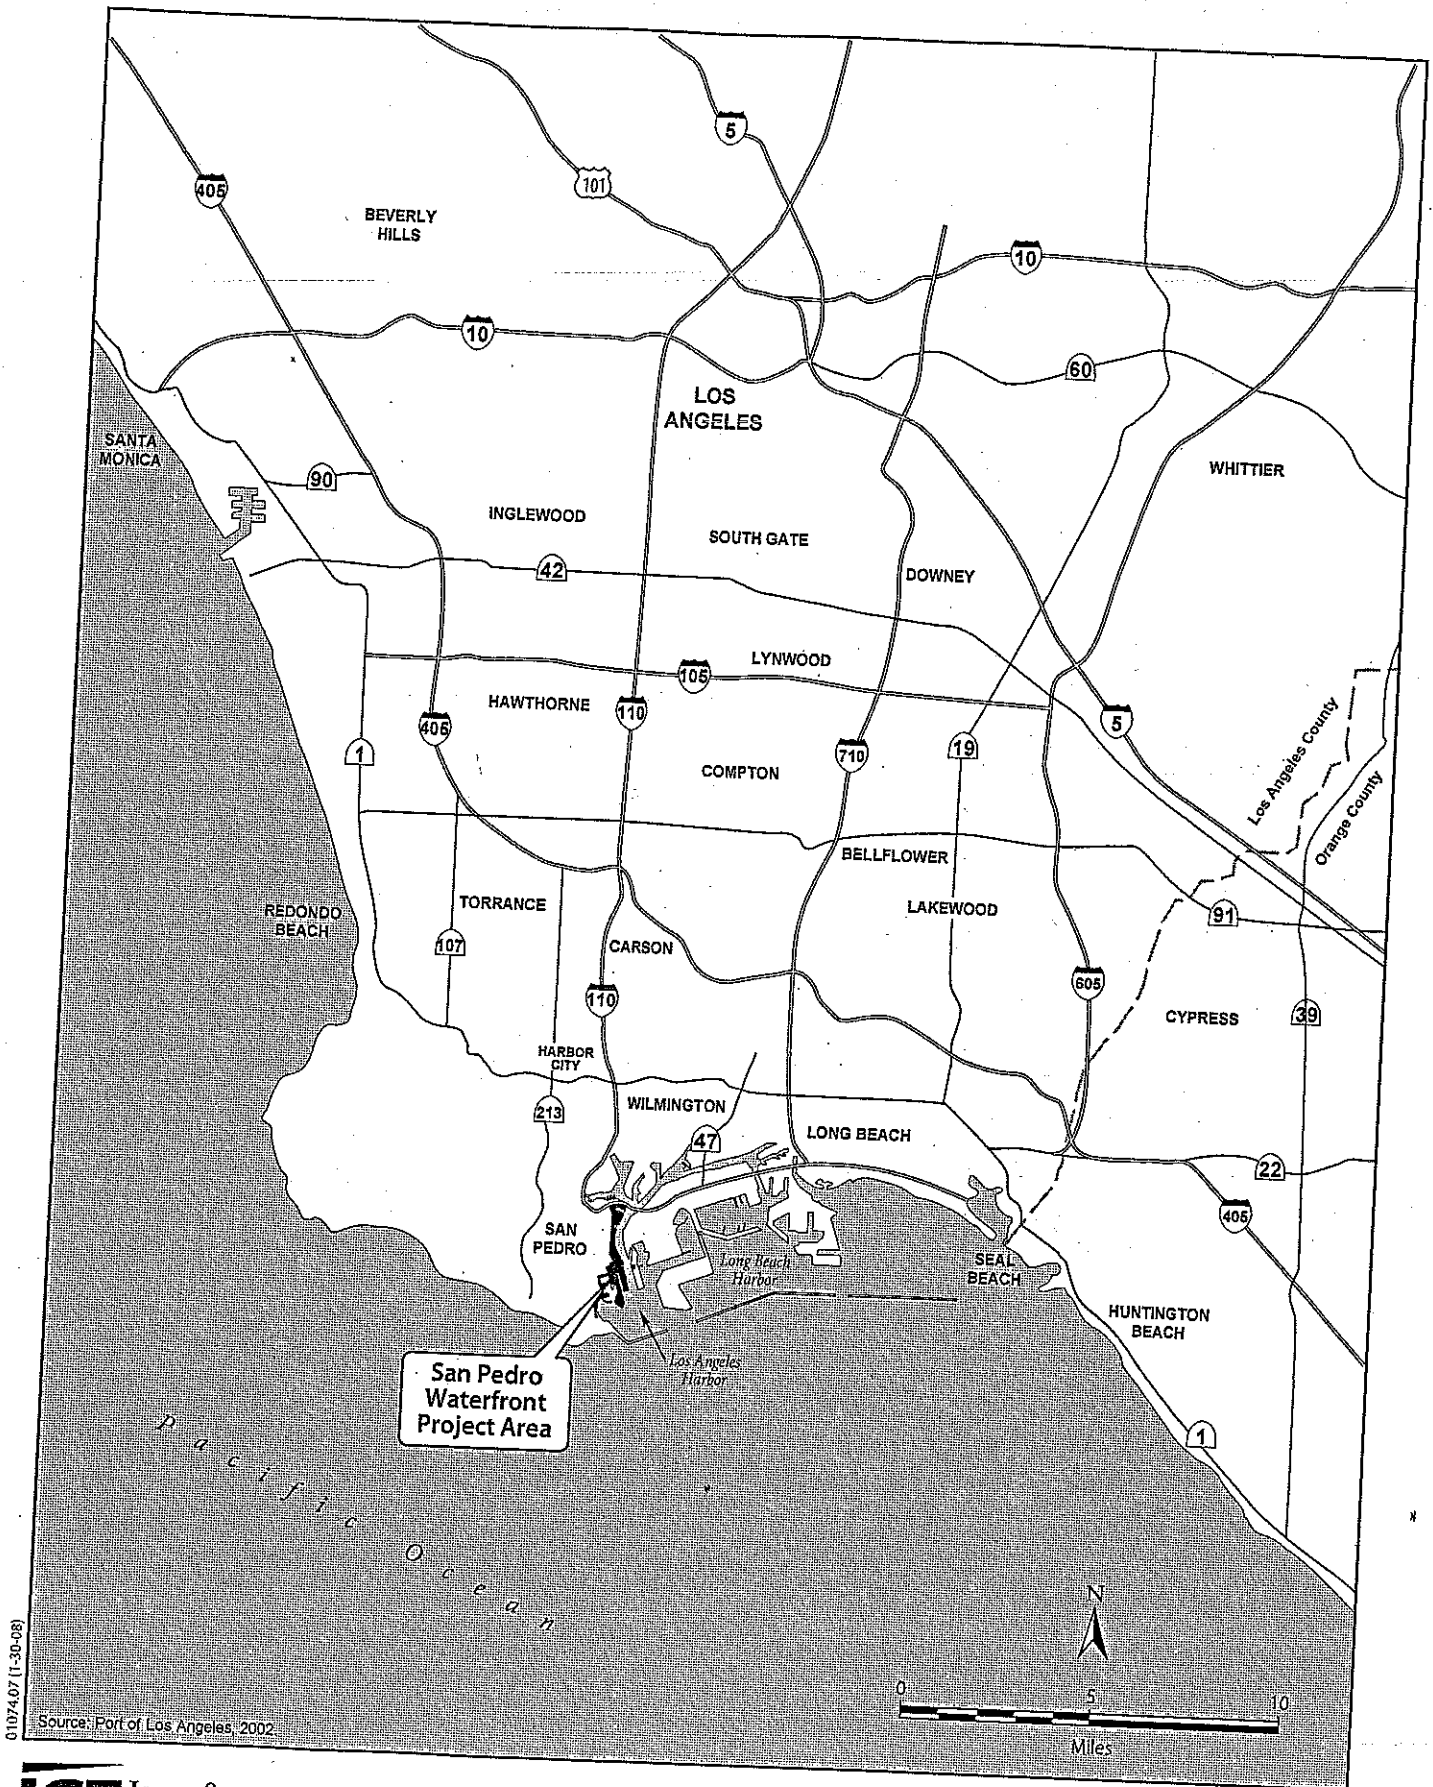 5
101
405
BEVERLY
HILLS
10
10
60
LOS
ANGELES
SANTA
MONICA
90
WHITTIER
INGLEWOOD
SOUTH GATE
42
DOWNEY
LYNWOOD
105
HAWTHORNE
110
405
5
1
710
19
COMPTON
Los Angeles County
Orange County
BELLFLOWER
TORRANCE
LAKEWOOD
91
REDONDO
BEACH
107
CARSON
605
110
CYPRESS
39
HARBOR
CITY
WILMINGTON
213
47
LONG BEACH
22
405
SAN
PEDRO
Long Beach
Harbor
SEAL
BEACH
HUNTINGTON
BEACH
Los Angeles
Harbor
San Pedro
Waterfront
Project Area
1
Pacific Ocean
N
0 5 10
Miles
01074.07 (1-30-08)
Source: Port of Los Angeles, 2002